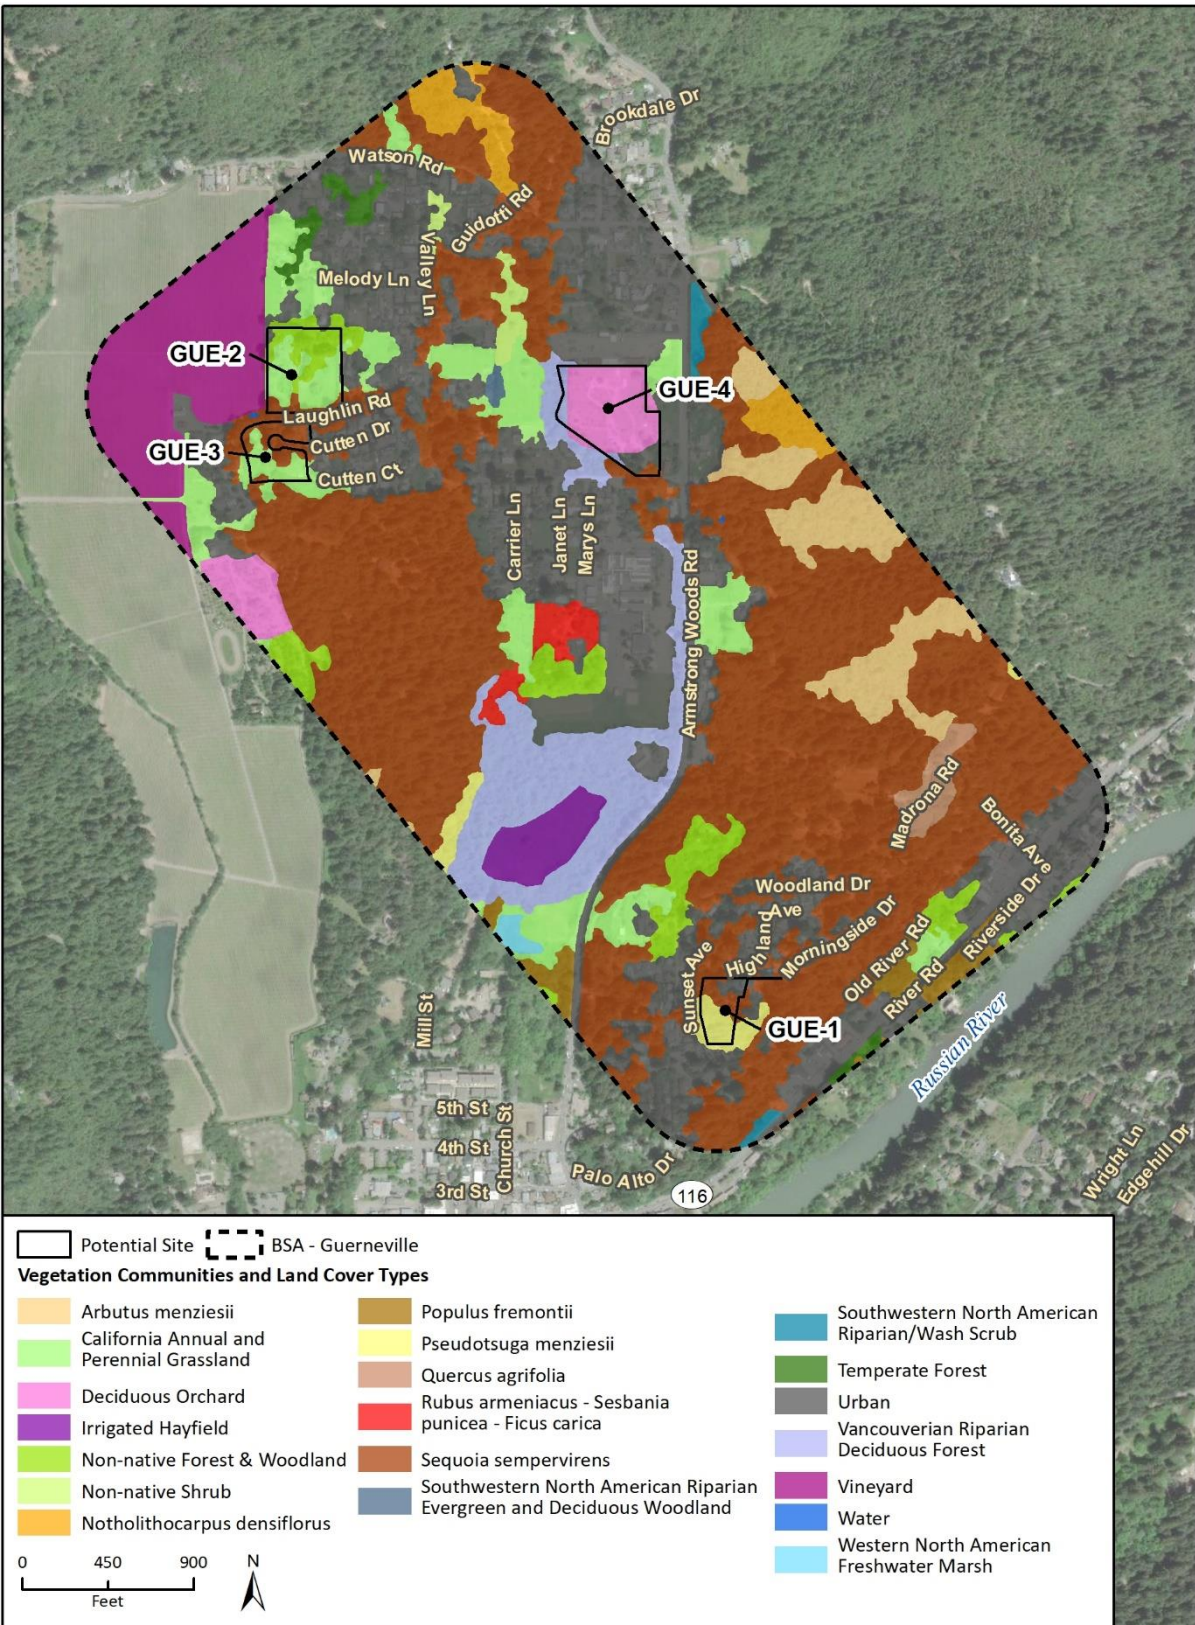 Brookdale Dr
Watson Rd
Guidotti Rd
Valley Ln
Melody Ln
GUE-2
GUE-4
Laughlin Rd
Cutten Dr
GUE-3
Cutten Ct
Carrier Ln
Janet Ln
Marys Ln
Armstrong Woods Rd
Madrona Rd
Bonita Ave
Woodland Dr
Highland Ave
Morningside Dr
Riverside Dr
Old River Rd
River Rd
Sunset Ave
GUE-1
Russian River
Mill St
5th St
4th St
3rd St
Church St
Palo Alto Dr
116
Wright Ln
Edgehill Dr
Potential Site
BSA - Guerneville
Vegetation Communities and Land Cover Types
Arbutus menziesii
California Annual and
Perennial Grassland
Deciduous Orchard
Irrigated Hayfield
Non-native Forest & Woodland
Non-native Shrub
Notholithocarpus densiflorus
Populus fremontii
Pseudotsuga menziesii
Quercus agrifolia
Rubus armeniacus - Sesbania
punicea - Ficus carica
Sequoia sempervirens
Southwestern North American Riparian
Evergreen and Deciduous Woodland
Southwestern North American
Riparian/Wash Scrub
Temperate Forest
Urban
Vancouverian Riparian
Deciduous Forest
Vineyard
Water
Western North American
Freshwater Marsh
0 450 900
Feet
N